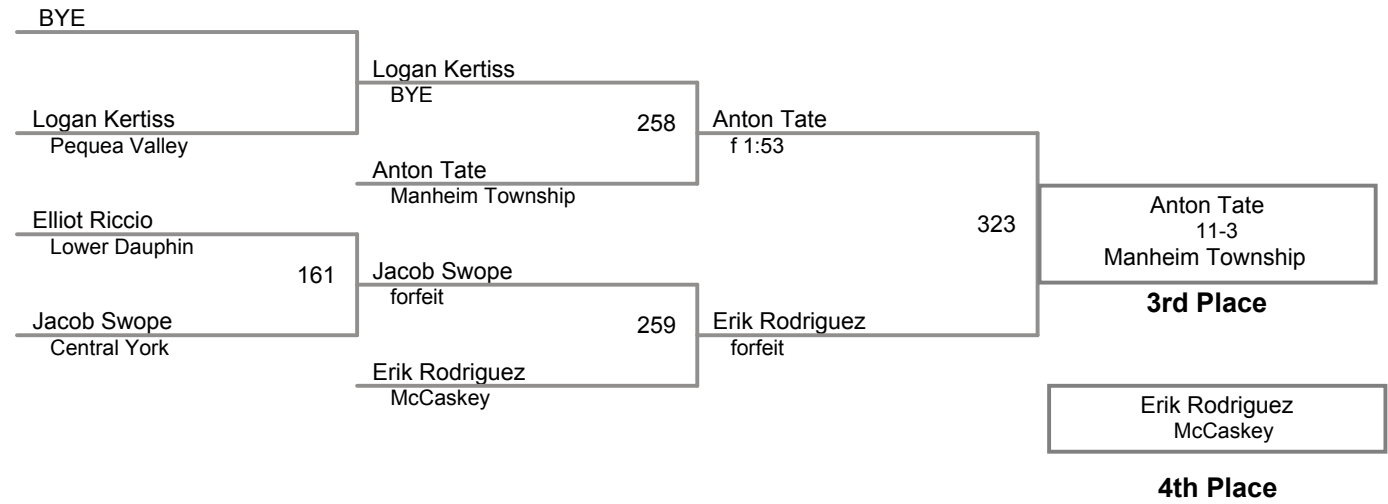 BYE
Logan Kertiss
Pequea Valley
Elliot Riccio
Lower Dauphin
161
Jacob Swope
Central York
Logan Kertiss
BYE
258
Anton Tate
Manheim Township
Jacob Swope
forfeit
259
Erik Rodriguez
McCaskey
Anton Tate
f 1:53
323
Erik Rodriguez
forfeit
Anton Tate
11-3
Manheim Township
3rd Place
Erik Rodriguez
McCaskey
4th Place